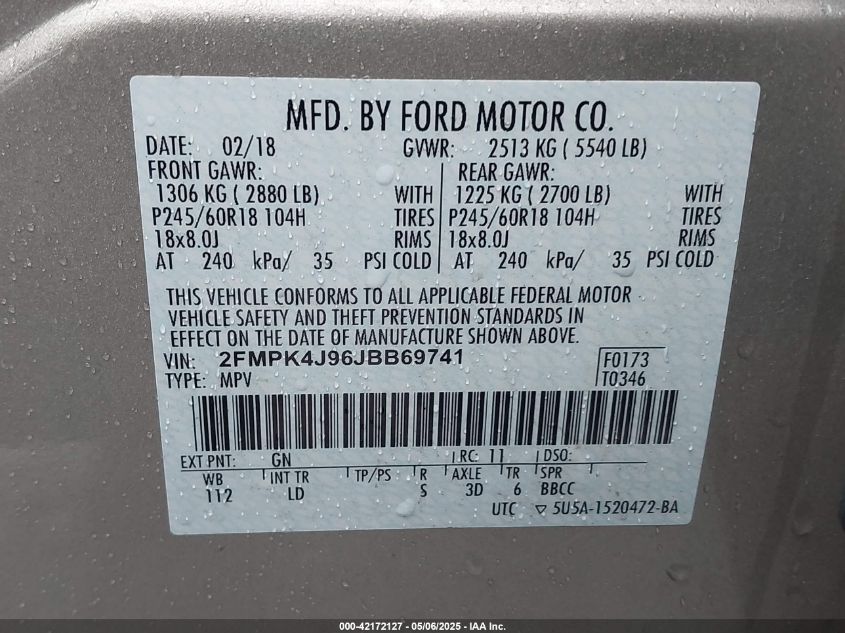 MFD. BY FORD MOTOR CO.
DATE: 02/18 GVWR: 2513 KG ( 5540 LB)
FRONT GAWR: REAR GAWR:
1306 KG ( 2880 LB) WITH 1225 KG ( 2700 LB) WITH
P245/60R18 104H TIRES P245/60R18 104H TIRES
18x8.0J RIMS 18x8.0J RIMS
AT 240 kPa/ 35 PSI COLD AT 240 kPa/ 35 PSI COLD
THIS VEHICLE CONFORMS TO ALL APPLICABLE FEDERAL MOTOR
VEHICLE SAFETY AND THEFT PREVENTION STANDARDS IN
EFFECT ON THE DATE OF MANUFACTURE SHOWN ABOVE.
VIN: 2FMPK4J96JBB69741 F0173
TYPE: MPV T0346
EXT PNT: GN RC: 11 DSO:
WB INT TR TP/PS R AXLE TR SPR
112 LD S 3D 6 BBCC
UTC ▽ 5U5A-1520472-BA
000-42172127 - 05/06/2025 - IAA Inc.